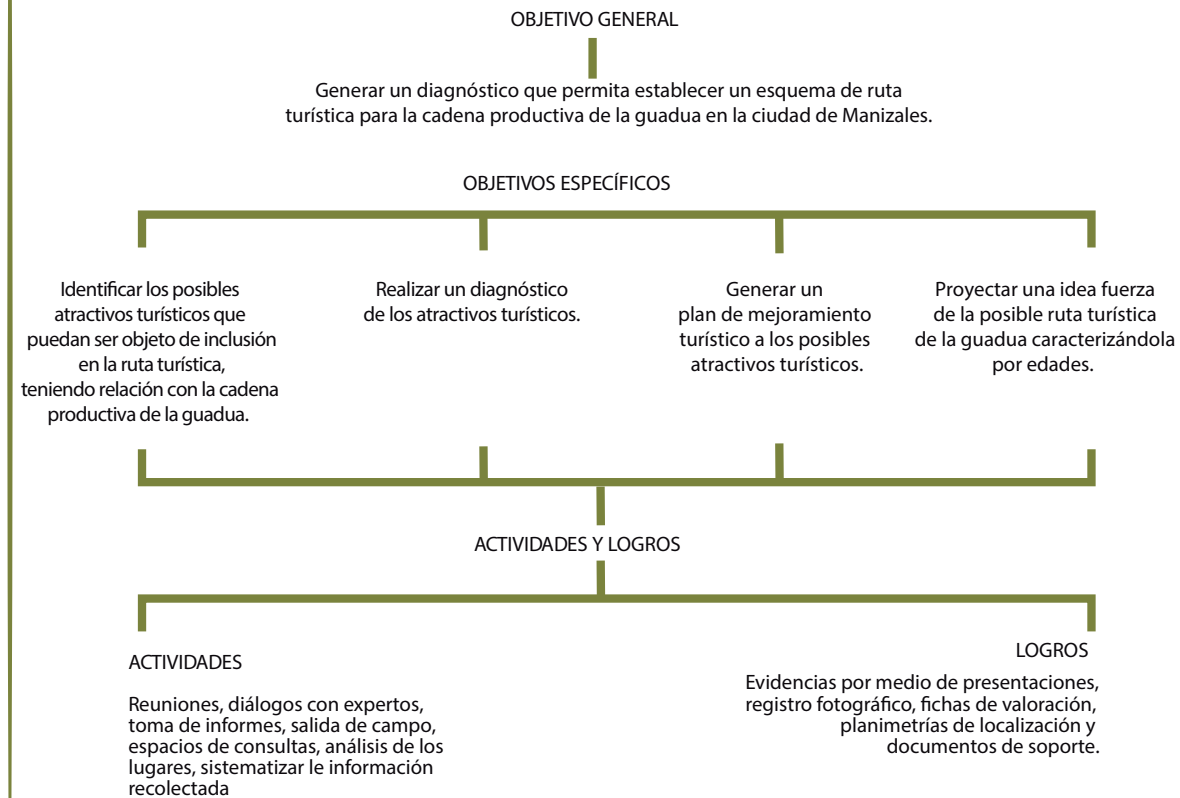 OBJETIVO GENERAL
Generar un diagnóstico que permita establecer un esquema de ruta
turística para la cadena productiva de la guadua en la ciudad de Manizales.
OBJETIVOS ESPECÍFICOS
Identificar los posibles
atractivos turísticos que
puedan ser objeto de inclusión
en la ruta turística,
teniendo relación con la cadena
productiva de la guadua.
Realizar un diagnóstico
de los atractivos turísticos.
Generar un
plan de mejoramiento
turístico a los posibles
atractivos turísticos.
Proyectar una idea fuerza
de la posible ruta turística
de la guadua caracterizándola
por edades.
ACTIVIDADES Y LOGROS
ACTIVIDADES
Reuniones, diálogos con expertos,
toma de informes, salida de campo,
espacios de consultas, análisis de los
lugares, sistematizar le información
recolectada
LOGROS
Evidencias por medio de presentaciones,
registro fotográfico, fichas de valoración,
planimetrías de localización y
documentos de soporte.